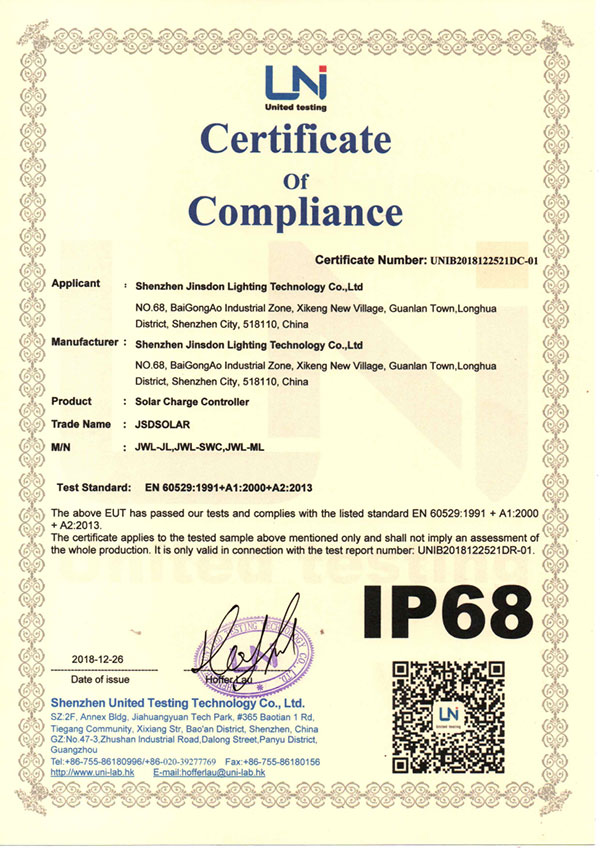 LNi
United testing
Certificate
Of
Compliance
Certificate Number: UNIB2018122521DC-01
Applicant : Shenzhen Jinsdon Lighting Technology Co.,Ltd
NO.68, BaiGongAo Industrial Zone, Xikeng New Village, Guanlan Town,Longhua
District, Shenzhen City, 518110, China
Manufacturer : Shenzhen Jinsdon Lighting Technology Co.,Ltd
NO.68, BaiGongAo Industrial Zone, Xikeng New Village, Guanlan Town,Longhua
District, Shenzhen City, 518110, China
Product : Solar Charge Controller
Trade Name : JSDSOLAR
M/N : JWL-JL,JWL-SWC,JWL-ML
Test Standard: EN 60529:1991+A1:2000+A2:2013
The above EUT has passed our tests and complies with the listed standard EN 60529:1991 + A1:2000
+ A2:2013.
The certificate applies to the tested sample above mentioned only and shall not imply an assessment of
the whole production. It is only valid in connection with the test report number: UNIB2018122521DR-01.
IP68
2018-12-26
Date of issue
Hoffer Lau
Shenzhen United Testing Technology Co., Ltd.
SZ:2F, Annex Bldg, Jiahuangyuan Tech Park, #365 Baotian 1 Rd,
Tiegang Community, Xixiang Str, Bao'an District, Shenzhen, China
GZ:No.47-3,Zhushan Industrial Road,Dalong Street,Panyu District,
Guangzhou
Tel:+86-755-86180996/+86-020-39277769 Fax:+86-755-86180156
http://www.uni-lab.hk E-mail:hofferlau@uni-lab.hk
LNi
United testing